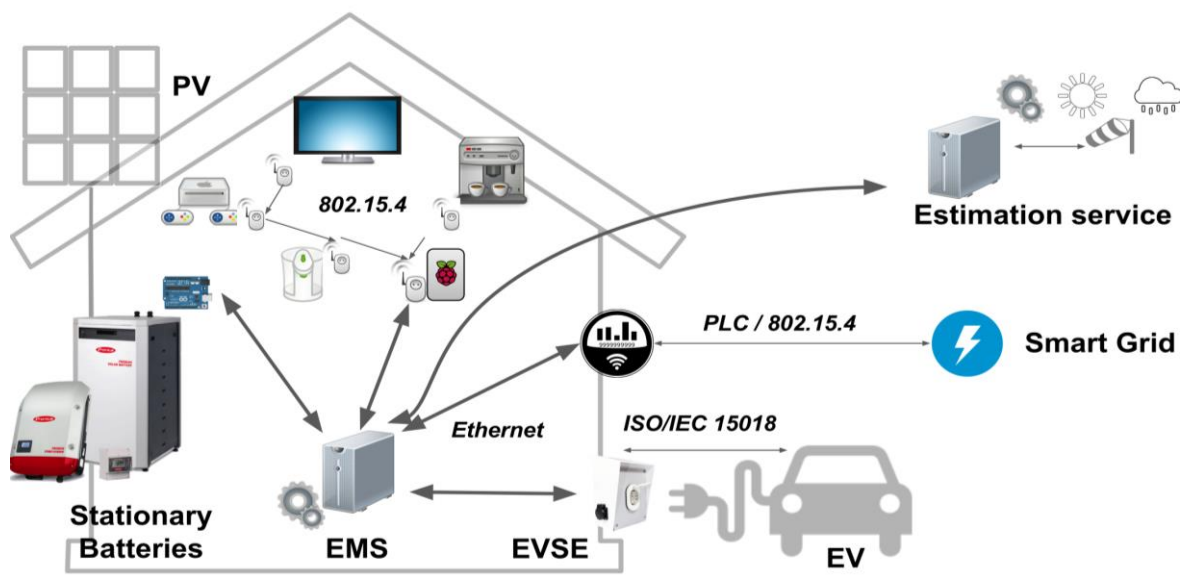 PV
802.15.4
Estimation service
PLC / 802.15.4
Smart Grid
9999999999
Ethernet
ISO/IEC 15018
Stationary
Batteries
EMS
EVSE
EV